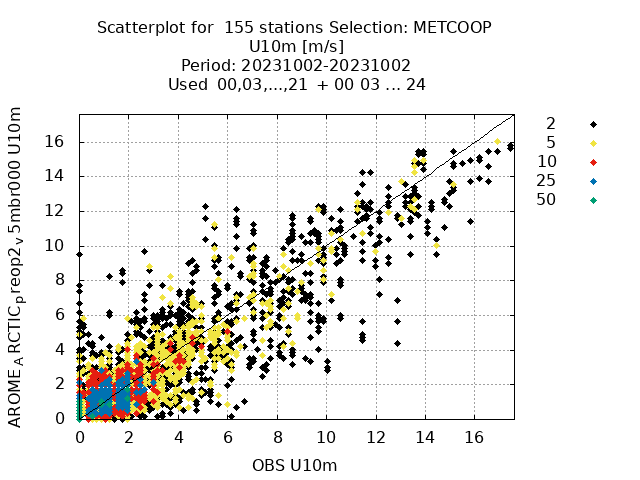 Scatterplot for  155 stations Selection: METCOOP
U10m [m/s]
Period: 20231002-20231002
Used  00,03,...,21 + 00 03 ... 24
AROME_ARCTIC_preop2_v5mbr000 U10m
16
14
12
10
8
6
4
2
0
0 2 4 6 8 10 12 14 16
OBS U10m
2
5
10
25
50